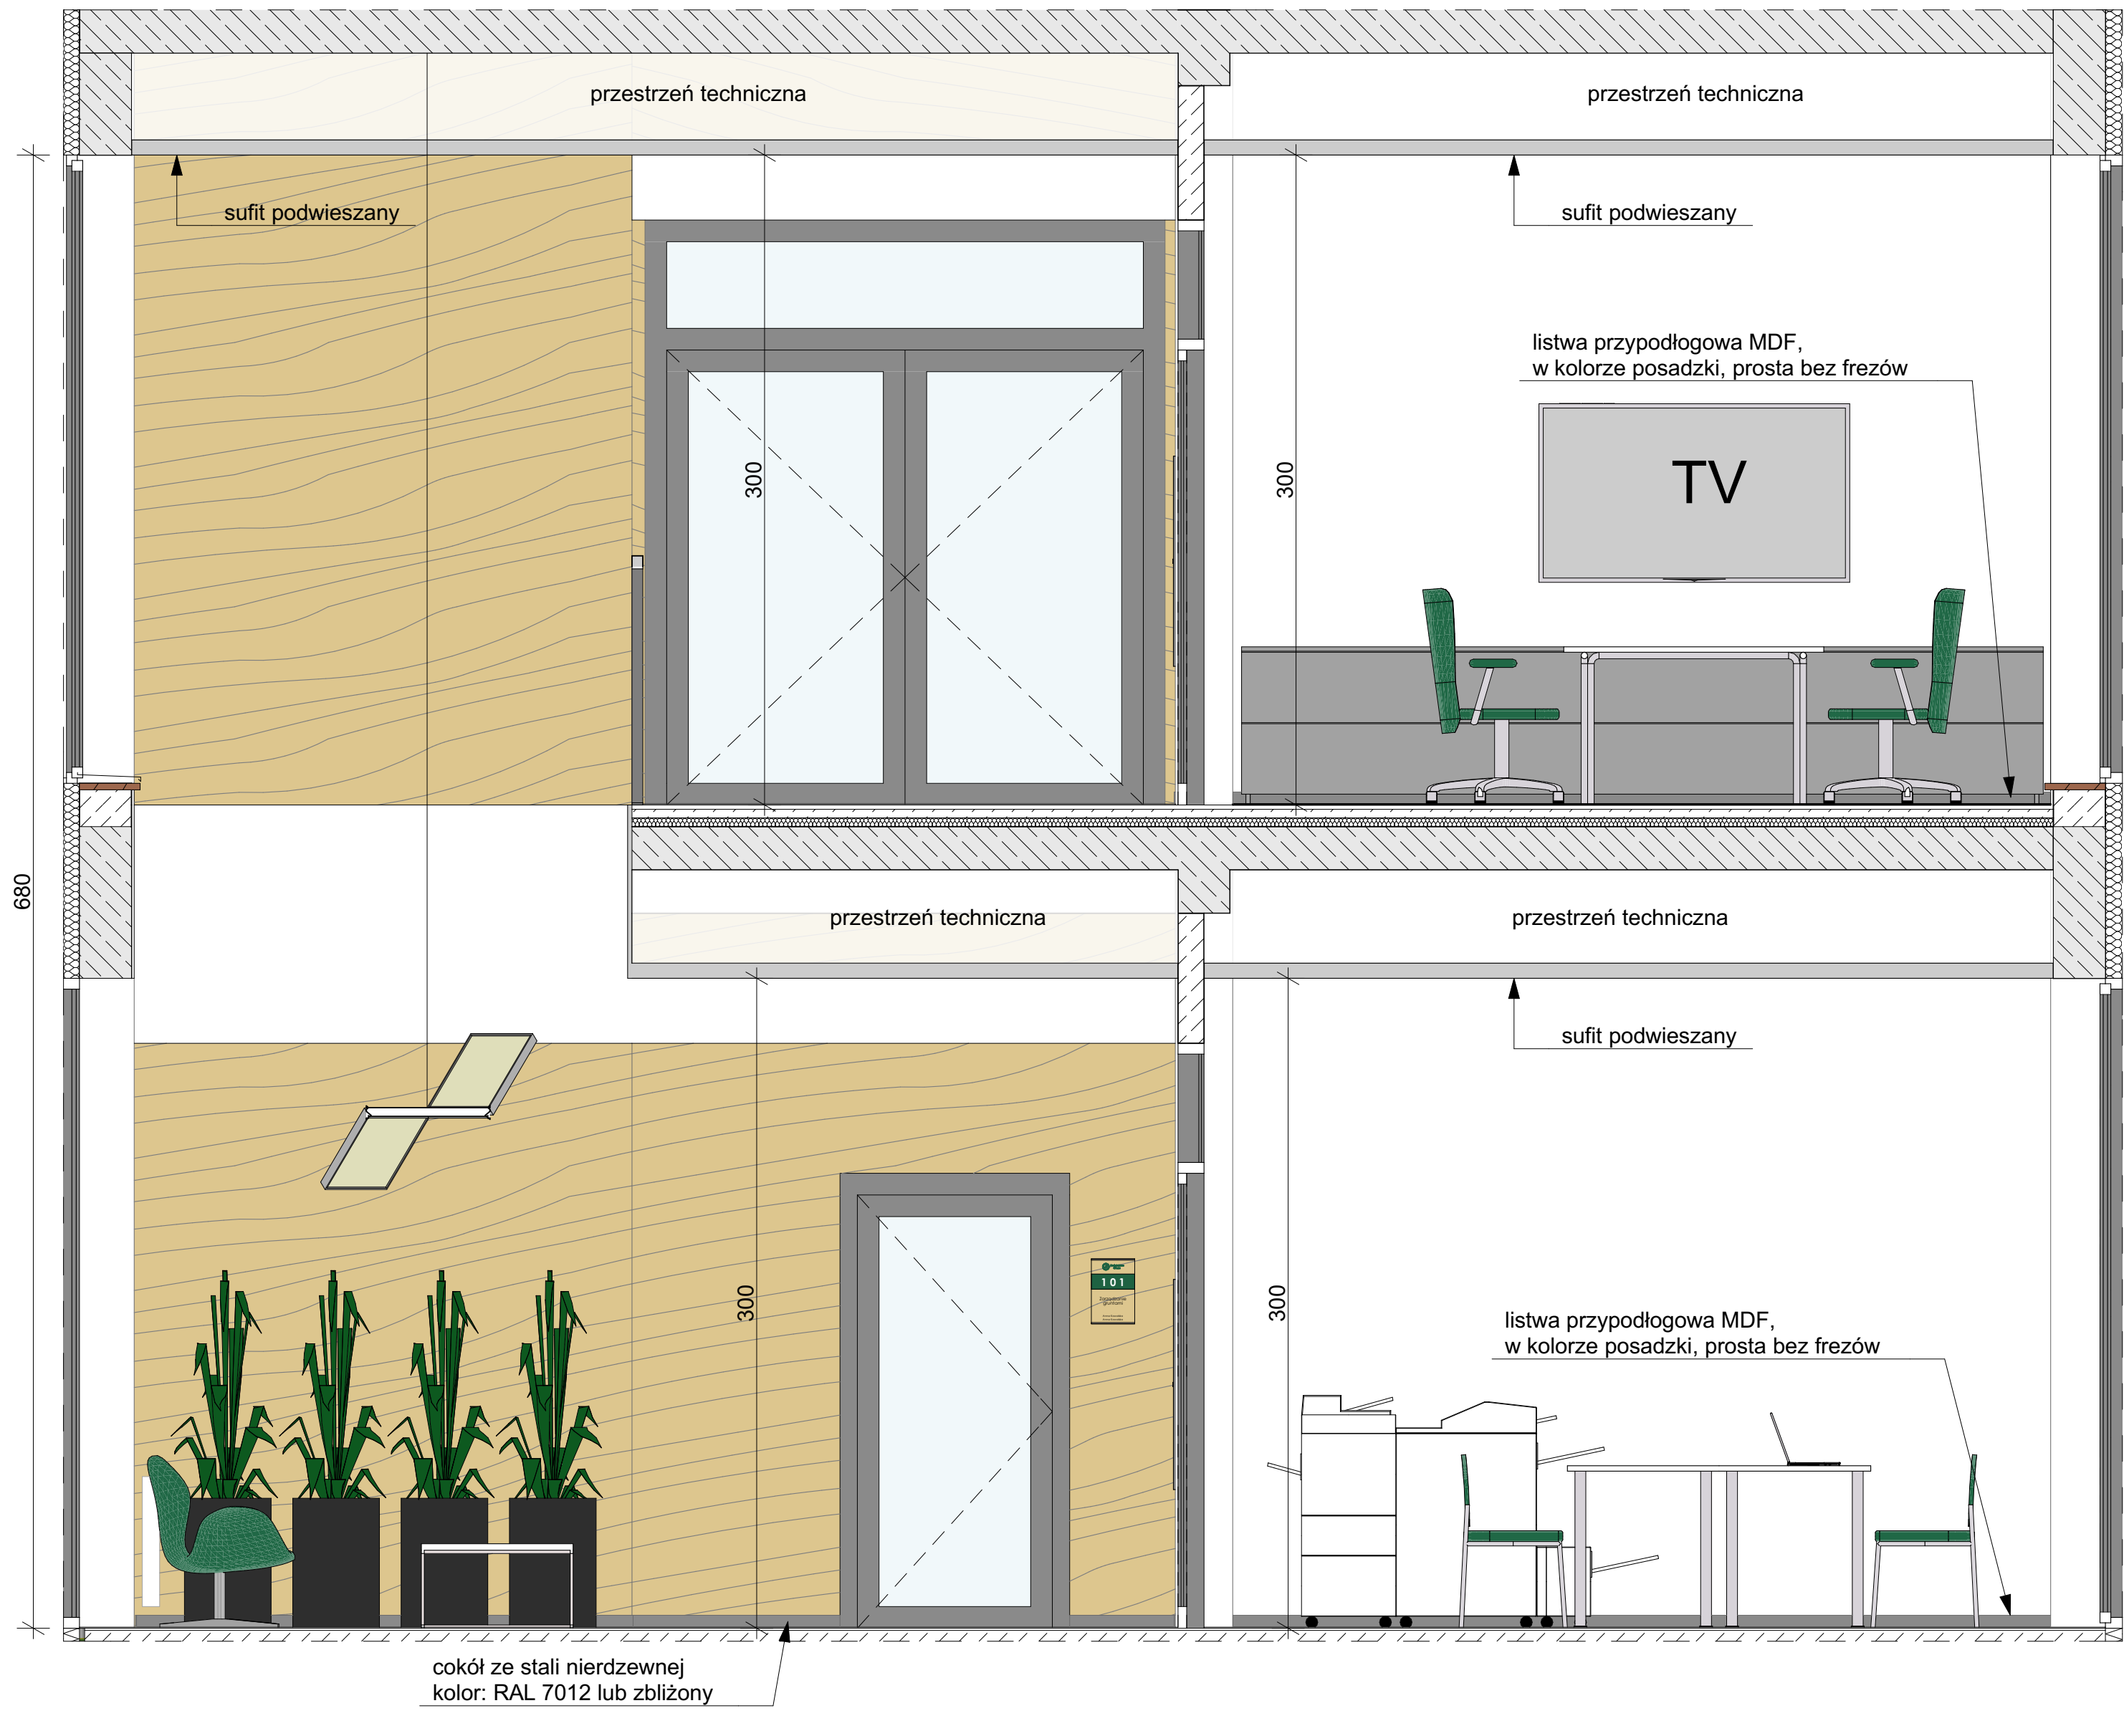 przestrzeń techniczna
przestrzeń techniczna
sufit podwieszany
sufit podwieszany
listwa przypodłogowa MDF,
w kolorze posadzki, prosta bez frezów
300
300
TV
680
przestrzeń techniczna
przestrzeń techniczna
sufit podwieszany
101
300
300
listwa przypodłogowa MDF,
w kolorze posadzki, prosta bez frezów
cokół ze stali nierdzewnej
kolor: RAL 7012 lub zbliżony